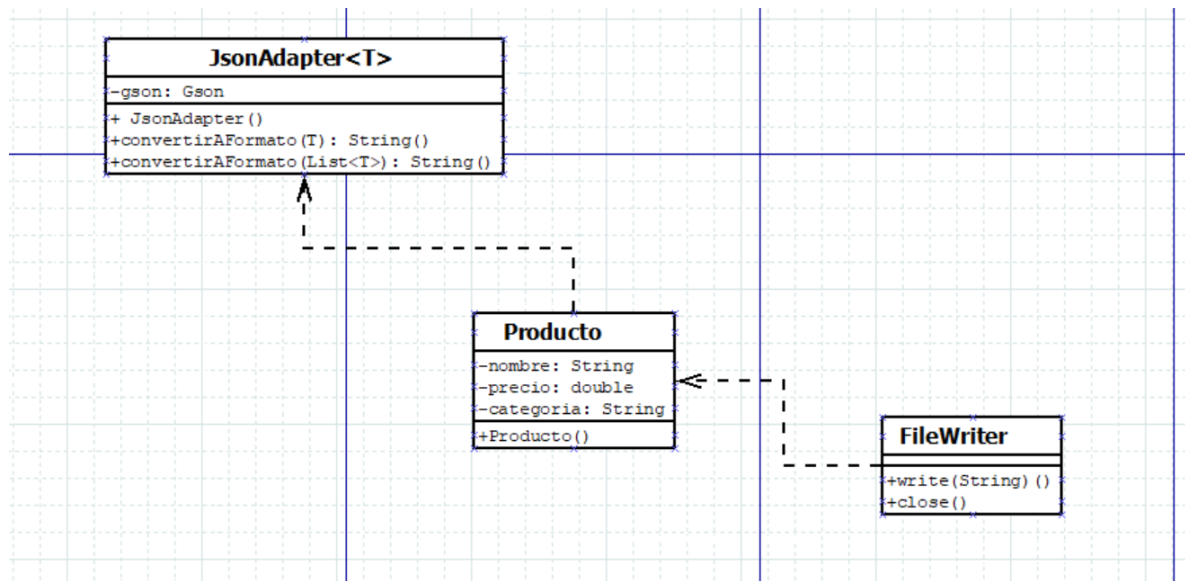 JsonAdapter<T>
-gson: Gson
+ JsonAdapter()
+convertirAFormato(T): String()
+convertirAFormato(List<T>): String()
Producto
-nombre: String
-precio: double
-categoria: String
+Producto()
FileWriter
+write(String)()
+close()